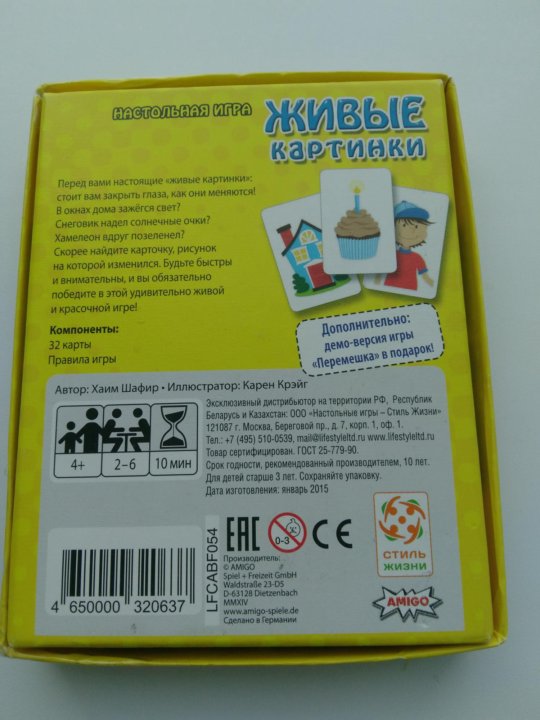 НАСТОЛЬНАЯ ИГРА
ЖИВЫЕ
КАРТИНКИ
Перед вами настоящие «живые картинки»:
стоит вам закрыть глаза, как они меняются!
В окнах дома зажёгся свет?
Снеговик надел солнечные очки?
Хамелеон вдруг позеленел?
Скорее найдите карточку, рисунок
на которой изменился. Будьте быстры
и внимательны, и вы обязательно
победите в этой удивительно живой
и красочной игре!
Компоненты:
32 карты
Правила игры
Дополнительно:
демо-версия игры
«Перемешка» в подарок!
Автор: Хаим Шафир • Иллюстратор: Карен Крэйг
4+
2–6
10 мин
Эксклюзивный дистрибьютор на территории РФ, Республик
Беларусь и Казахстан: ООО «Настольные игры – Стиль Жизни»
121087 г. Москва, Береговой пр., д. 7, корп. 1, оф. 1.
Тел.: +7 (495) 510-0539, mail@lifestyleltd.ru www.lifestyleltd.ru
Товар сертифицирован. ГОСТ 25-779-90.
Срок годности, рекомендованный производителем, 10 лет.
Для детей старше 3 лет. Сохраняйте упаковку.
Дата изготовления: январь 2015
4 650000 320637
LFCABF054
EAC
0-3
CE
СТИЛЬ
ЖИЗНИ
Производитель:
© AMIGO
Spiel + Freizeit GmbH
Waldstraße 23-D5
D-63128 Dietzenbach
MMXIV
www.amigo-spiele.de
Сделано в Германии
AMIGO